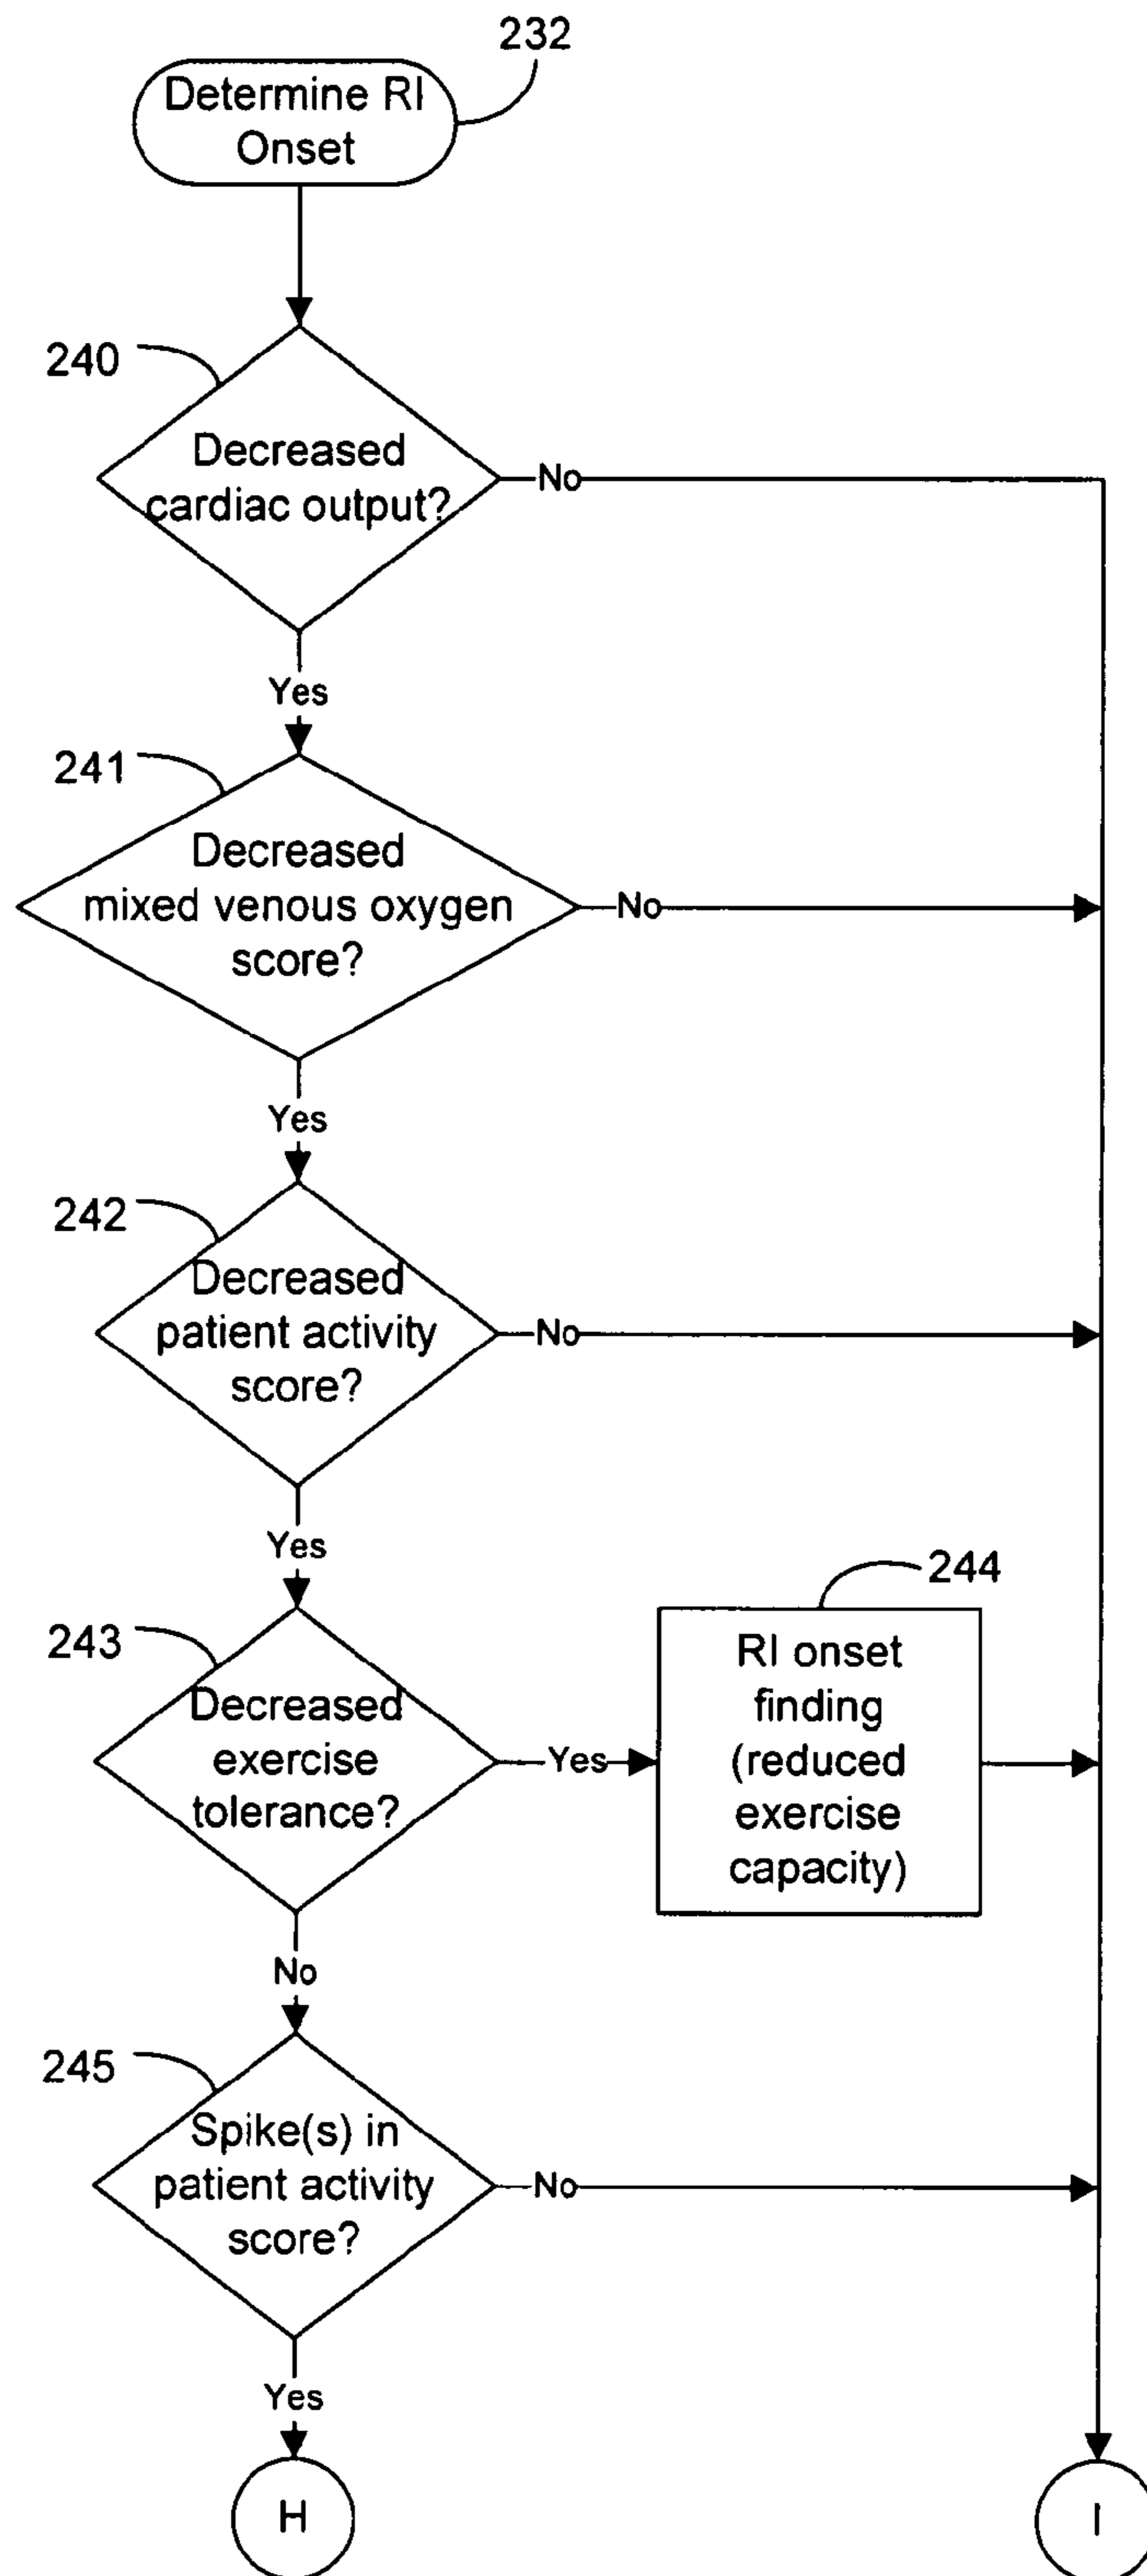 232
Determine RI
Onset
240
Decreased
cardiac output?
No
Yes
241
Decreased
mixed venous oxygen
score?
No
Yes
242
Decreased
patient activity
score?
No
Yes
243
Decreased
exercise
tolerance?
Yes
244
RI onset
finding
(reduced
exercise
capacity)
No
245
Spike(s) in
patient activity
score?
No
Yes
H
I